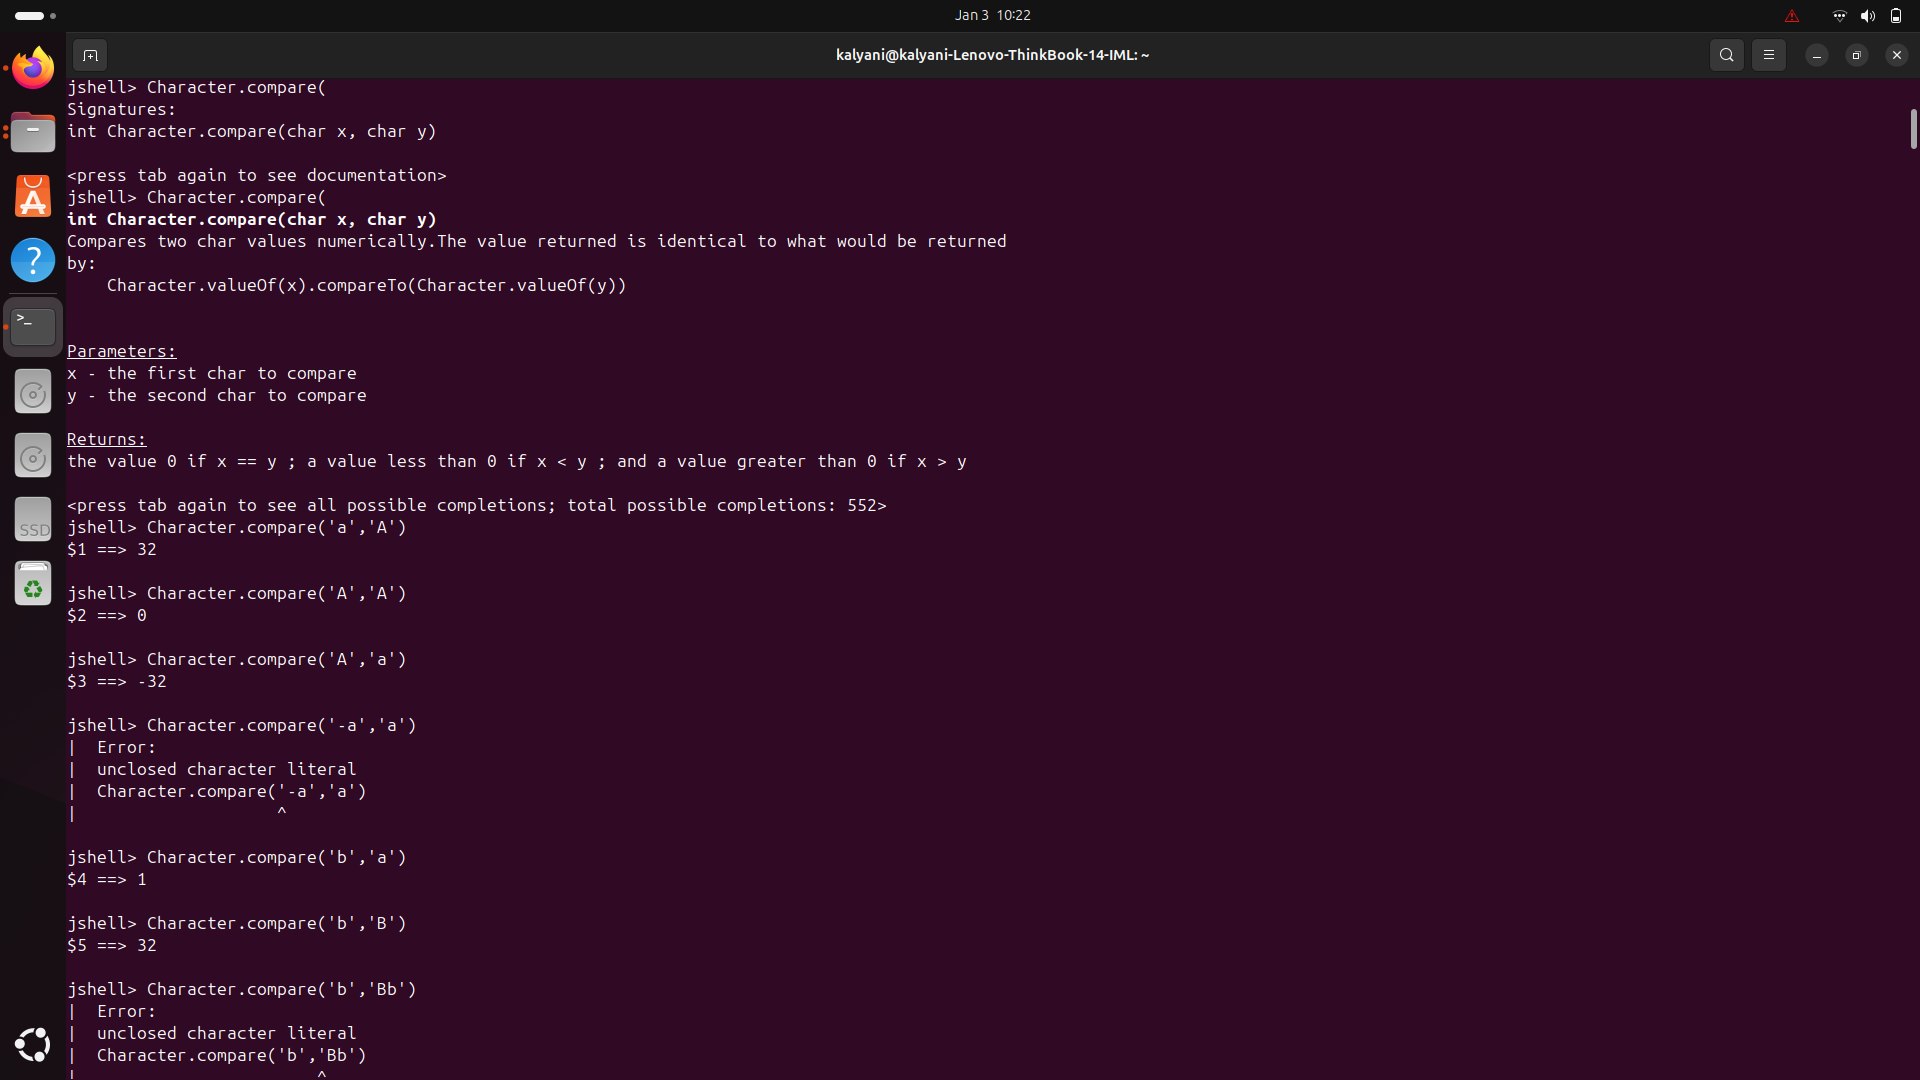 Jan 3 10:22
kalyani@kalyani-Lenovo-ThinkBook-14-IML: ~
jshell> Character.compare(
Signatures:
int Character.compare(char x, char y)
<press tab again to see documentation>
jshell> Character.compare(
int Character.compare(char x, char y)
Compares two char values numerically.The value returned is identical to what would be returned
by:
    Character.valueOf(x).compareTo(Character.valueOf(y))
Parameters:
x - the first char to compare
y - the second char to compare
Returns:
the value 0 if x == y ; a value less than 0 if x < y ; and a value greater than 0 if x > y
<press tab again to see all possible completions; total possible completions: 552>
jshell> Character.compare('a','A')
$1 ==> 32
jshell> Character.compare('A','A')
$2 ==> 0
jshell> Character.compare('A','a')
$3 ==> -32
jshell> Character.compare('-a','a')
|  Error:
|  unclosed character literal
|  Character.compare('-a','a')
|                    ^
jshell> Character.compare('b','a')
$4 ==> 1
jshell> Character.compare('b','B')
$5 ==> 32
jshell> Character.compare('b','Bb')
|  Error:
|  unclosed character literal
|  Character.compare('b','Bb')
|                        ^
SSD